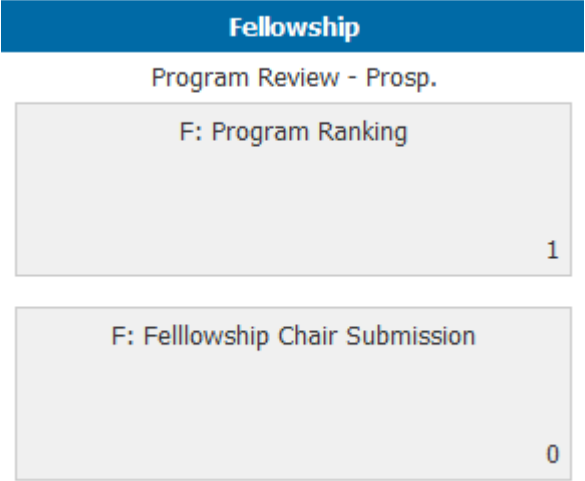 Fellowship
Program Review - Prosp.
F: Program Ranking
1
F: Felllowship Chair Submission
0